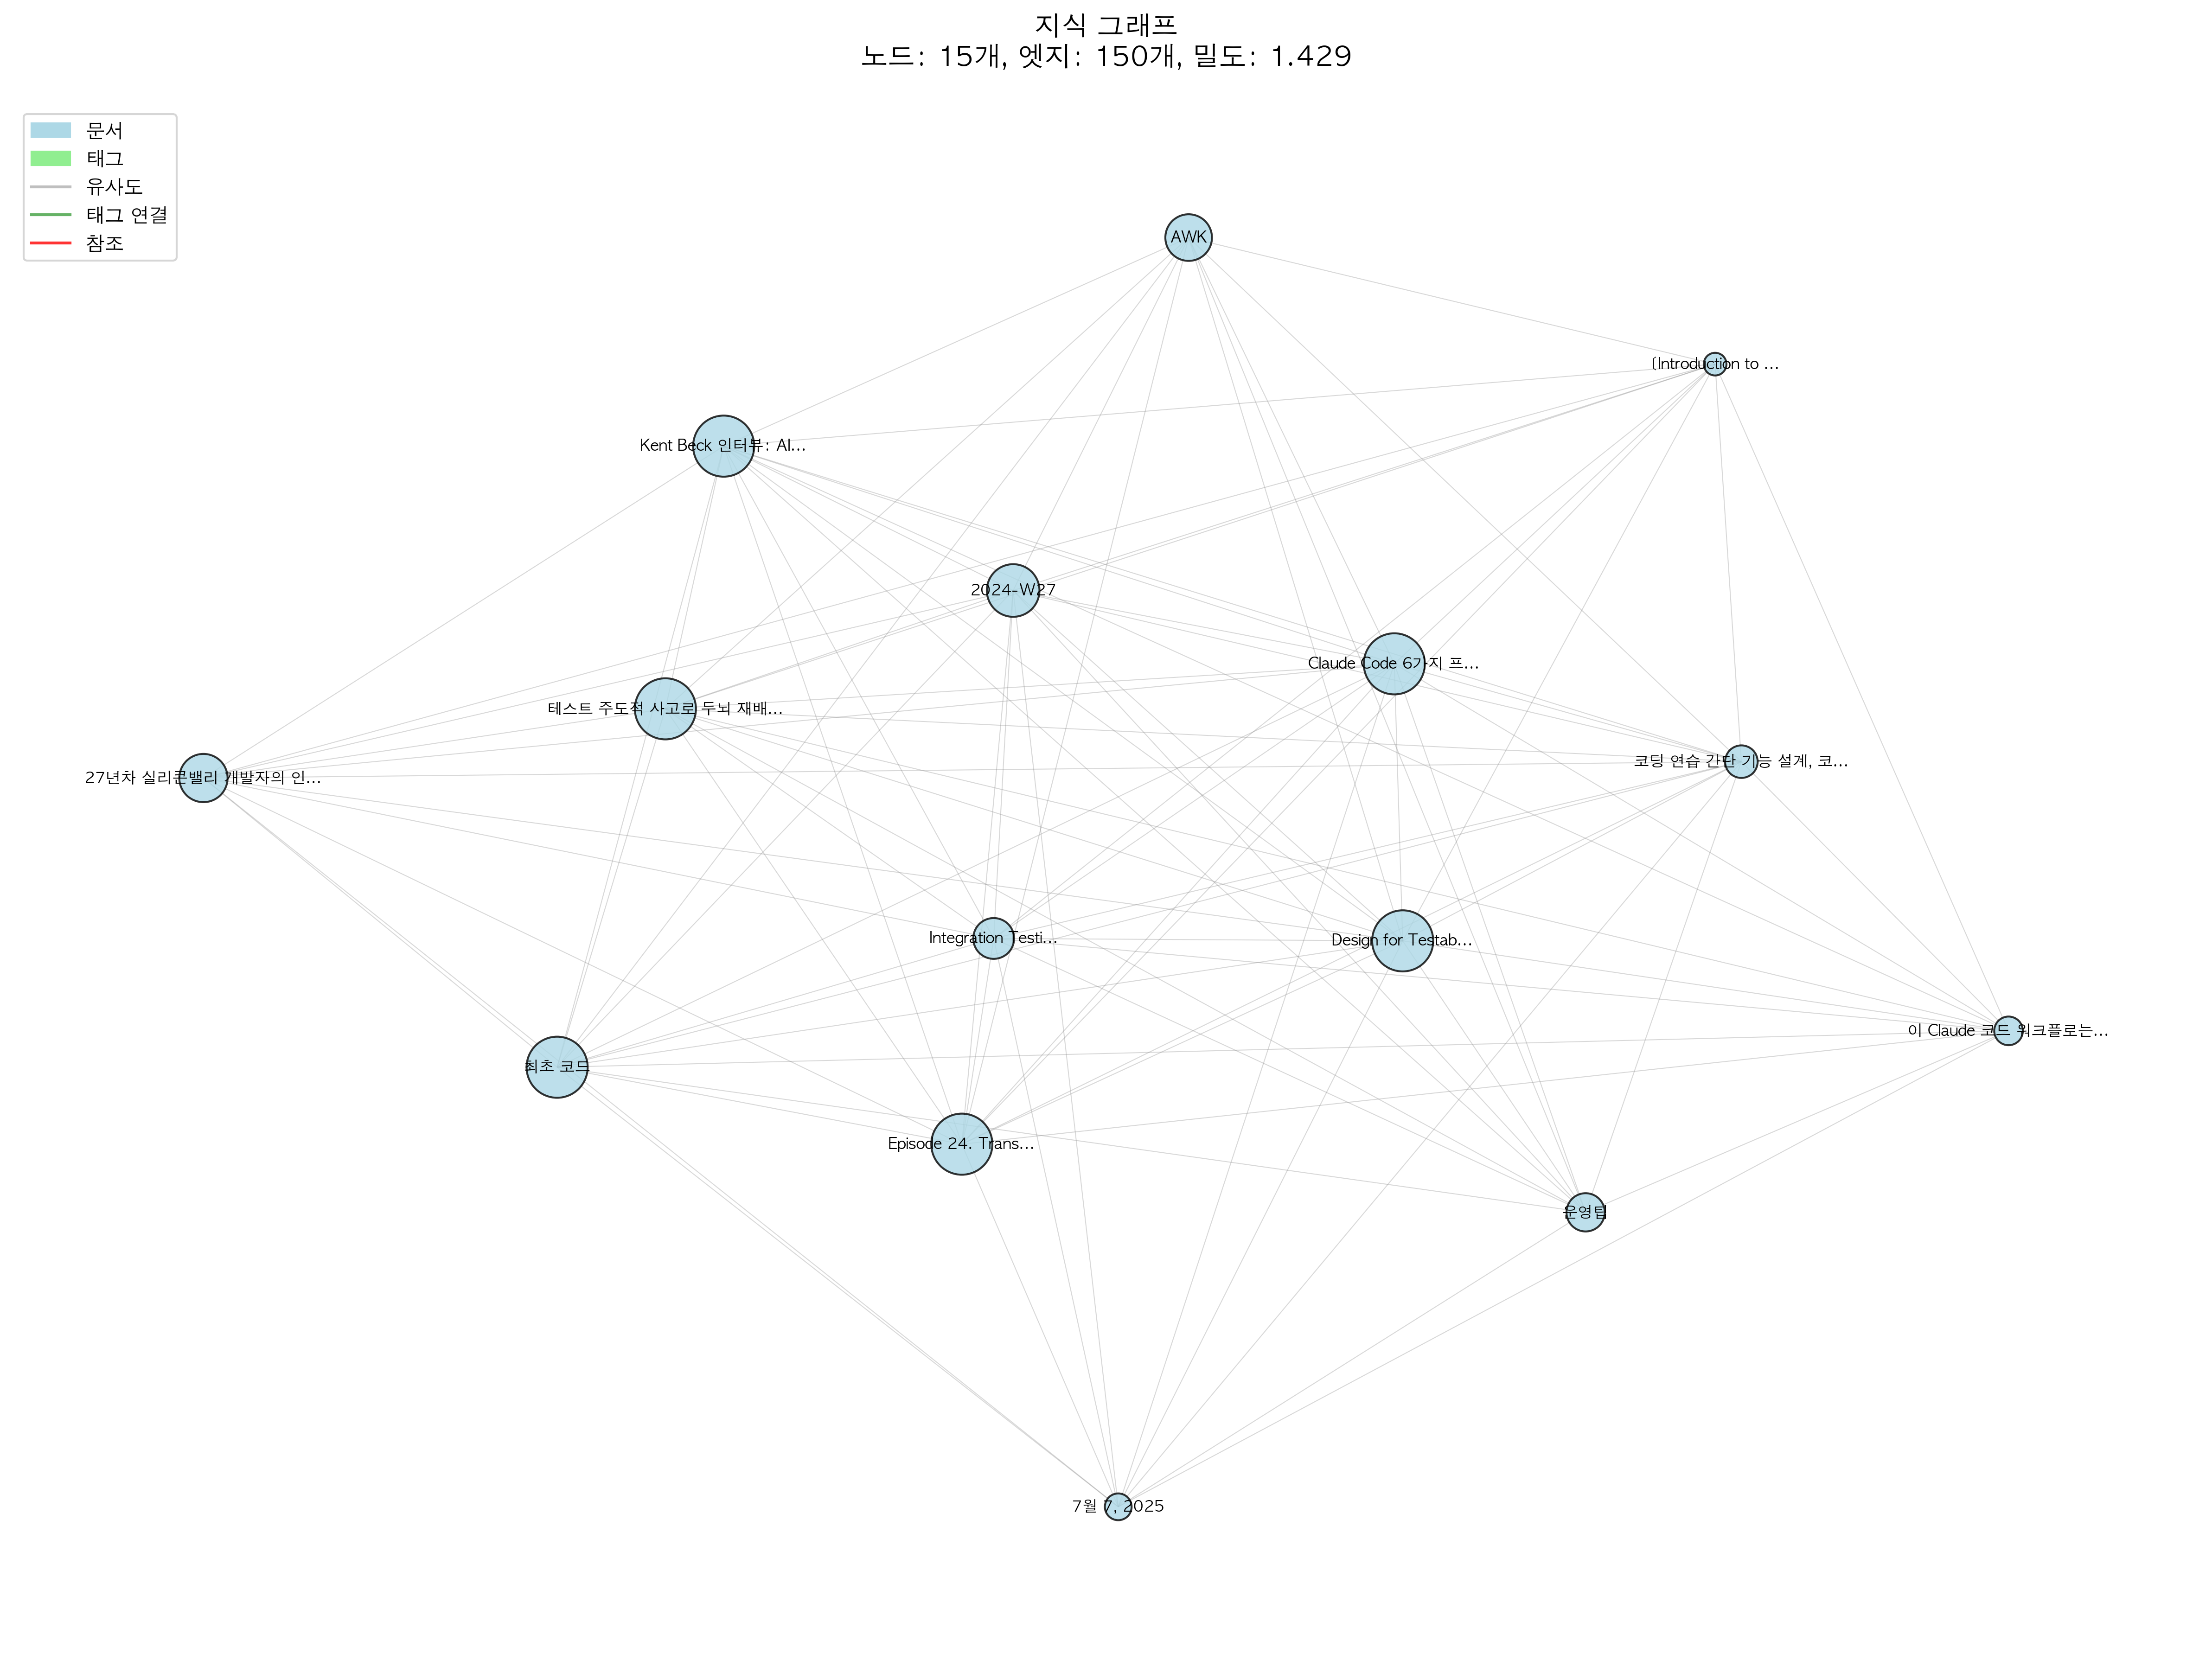 지식 그래프
노드: 15개, 엣지: 150개, 밀도: 1.429
문서
태그
유사도
태그 연결
참조
AWK
[Introduction to ...
Kent Beck 인터뷰: AI...
2024-W27
Claude Code 6가지 프...
테스트 주도적 사고로 두뇌 재배...
코딩 연습 간단 기능 설계, 코...
27년차 실리콘밸리 개발자의 인...
Integration Testi...
Design for Testab...
이 Claude 코드 워크플로는...
최초 코드
Episode 24. Trans...
운영팁
7월 7, 2025